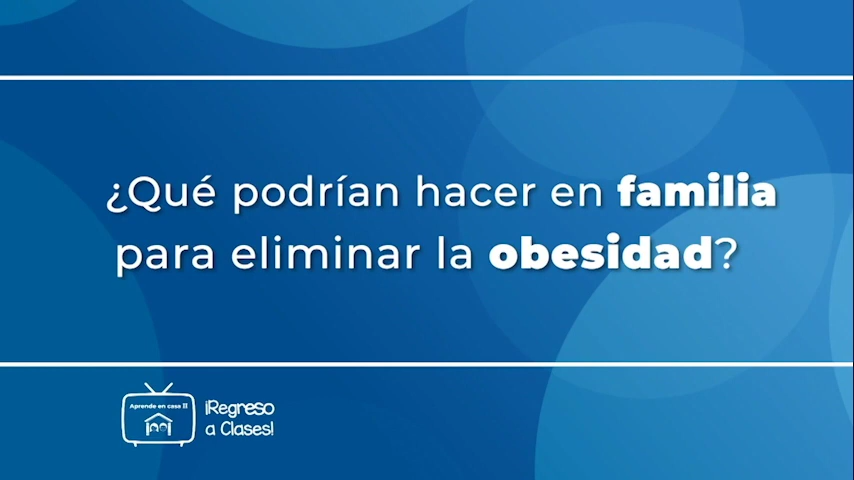 ¿Qué podrían hacer en familia
para eliminar la obesidad?
Aprende en casa II
¡Regreso
a Clases!